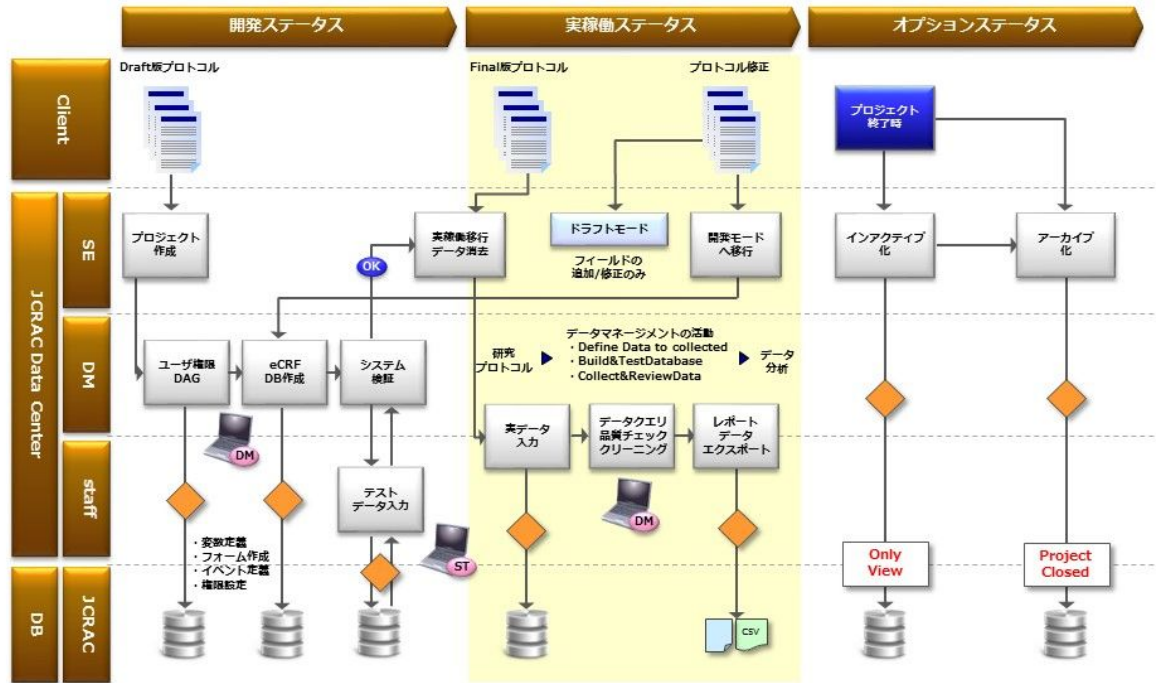 開発ステータス
実稼働ステータス
オプションステータス
Client
Draft版プロトコル
Final版プロトコル
プロトコル修正
プロジェクト
終了時
JCRAC Data Center
SE
プロジェクト
作成
OK
実稼働移行
データ消去
ドラフトモード
フィールドの
追加/修正のみ
開発モード
へ移行
インアクティブ
化
アーカイブ
化
DM
ユーザ権限
DAG
eCRF
DB作成
システム
検証
DM
研究
プロトコル
データマネージメントの活動
・Define Data to collected
・Build&TestDatabase
・Collect&ReviewData
データ
分析
実データ
入力
データクエリ
品質チェック
クリーニング
レポート
データ
エクスポート
DM
staff
テスト
データ入力
ST
・変数定義
・フォーム作成
・イベント定義
・権限設定
Only
View
Project
Closed
DB
JCRAC
CSV